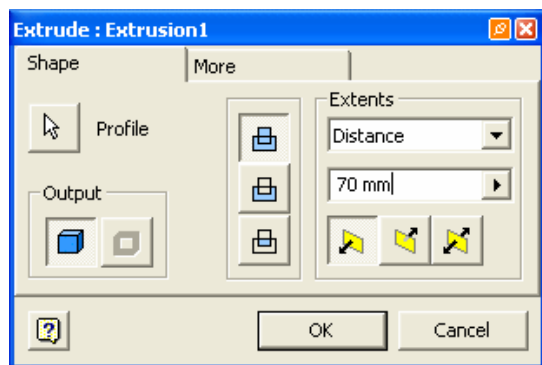 Extrude : Extrusion1
Shape
More
Profile
Extents
Distance
70 mm
Output
OK
Cancel